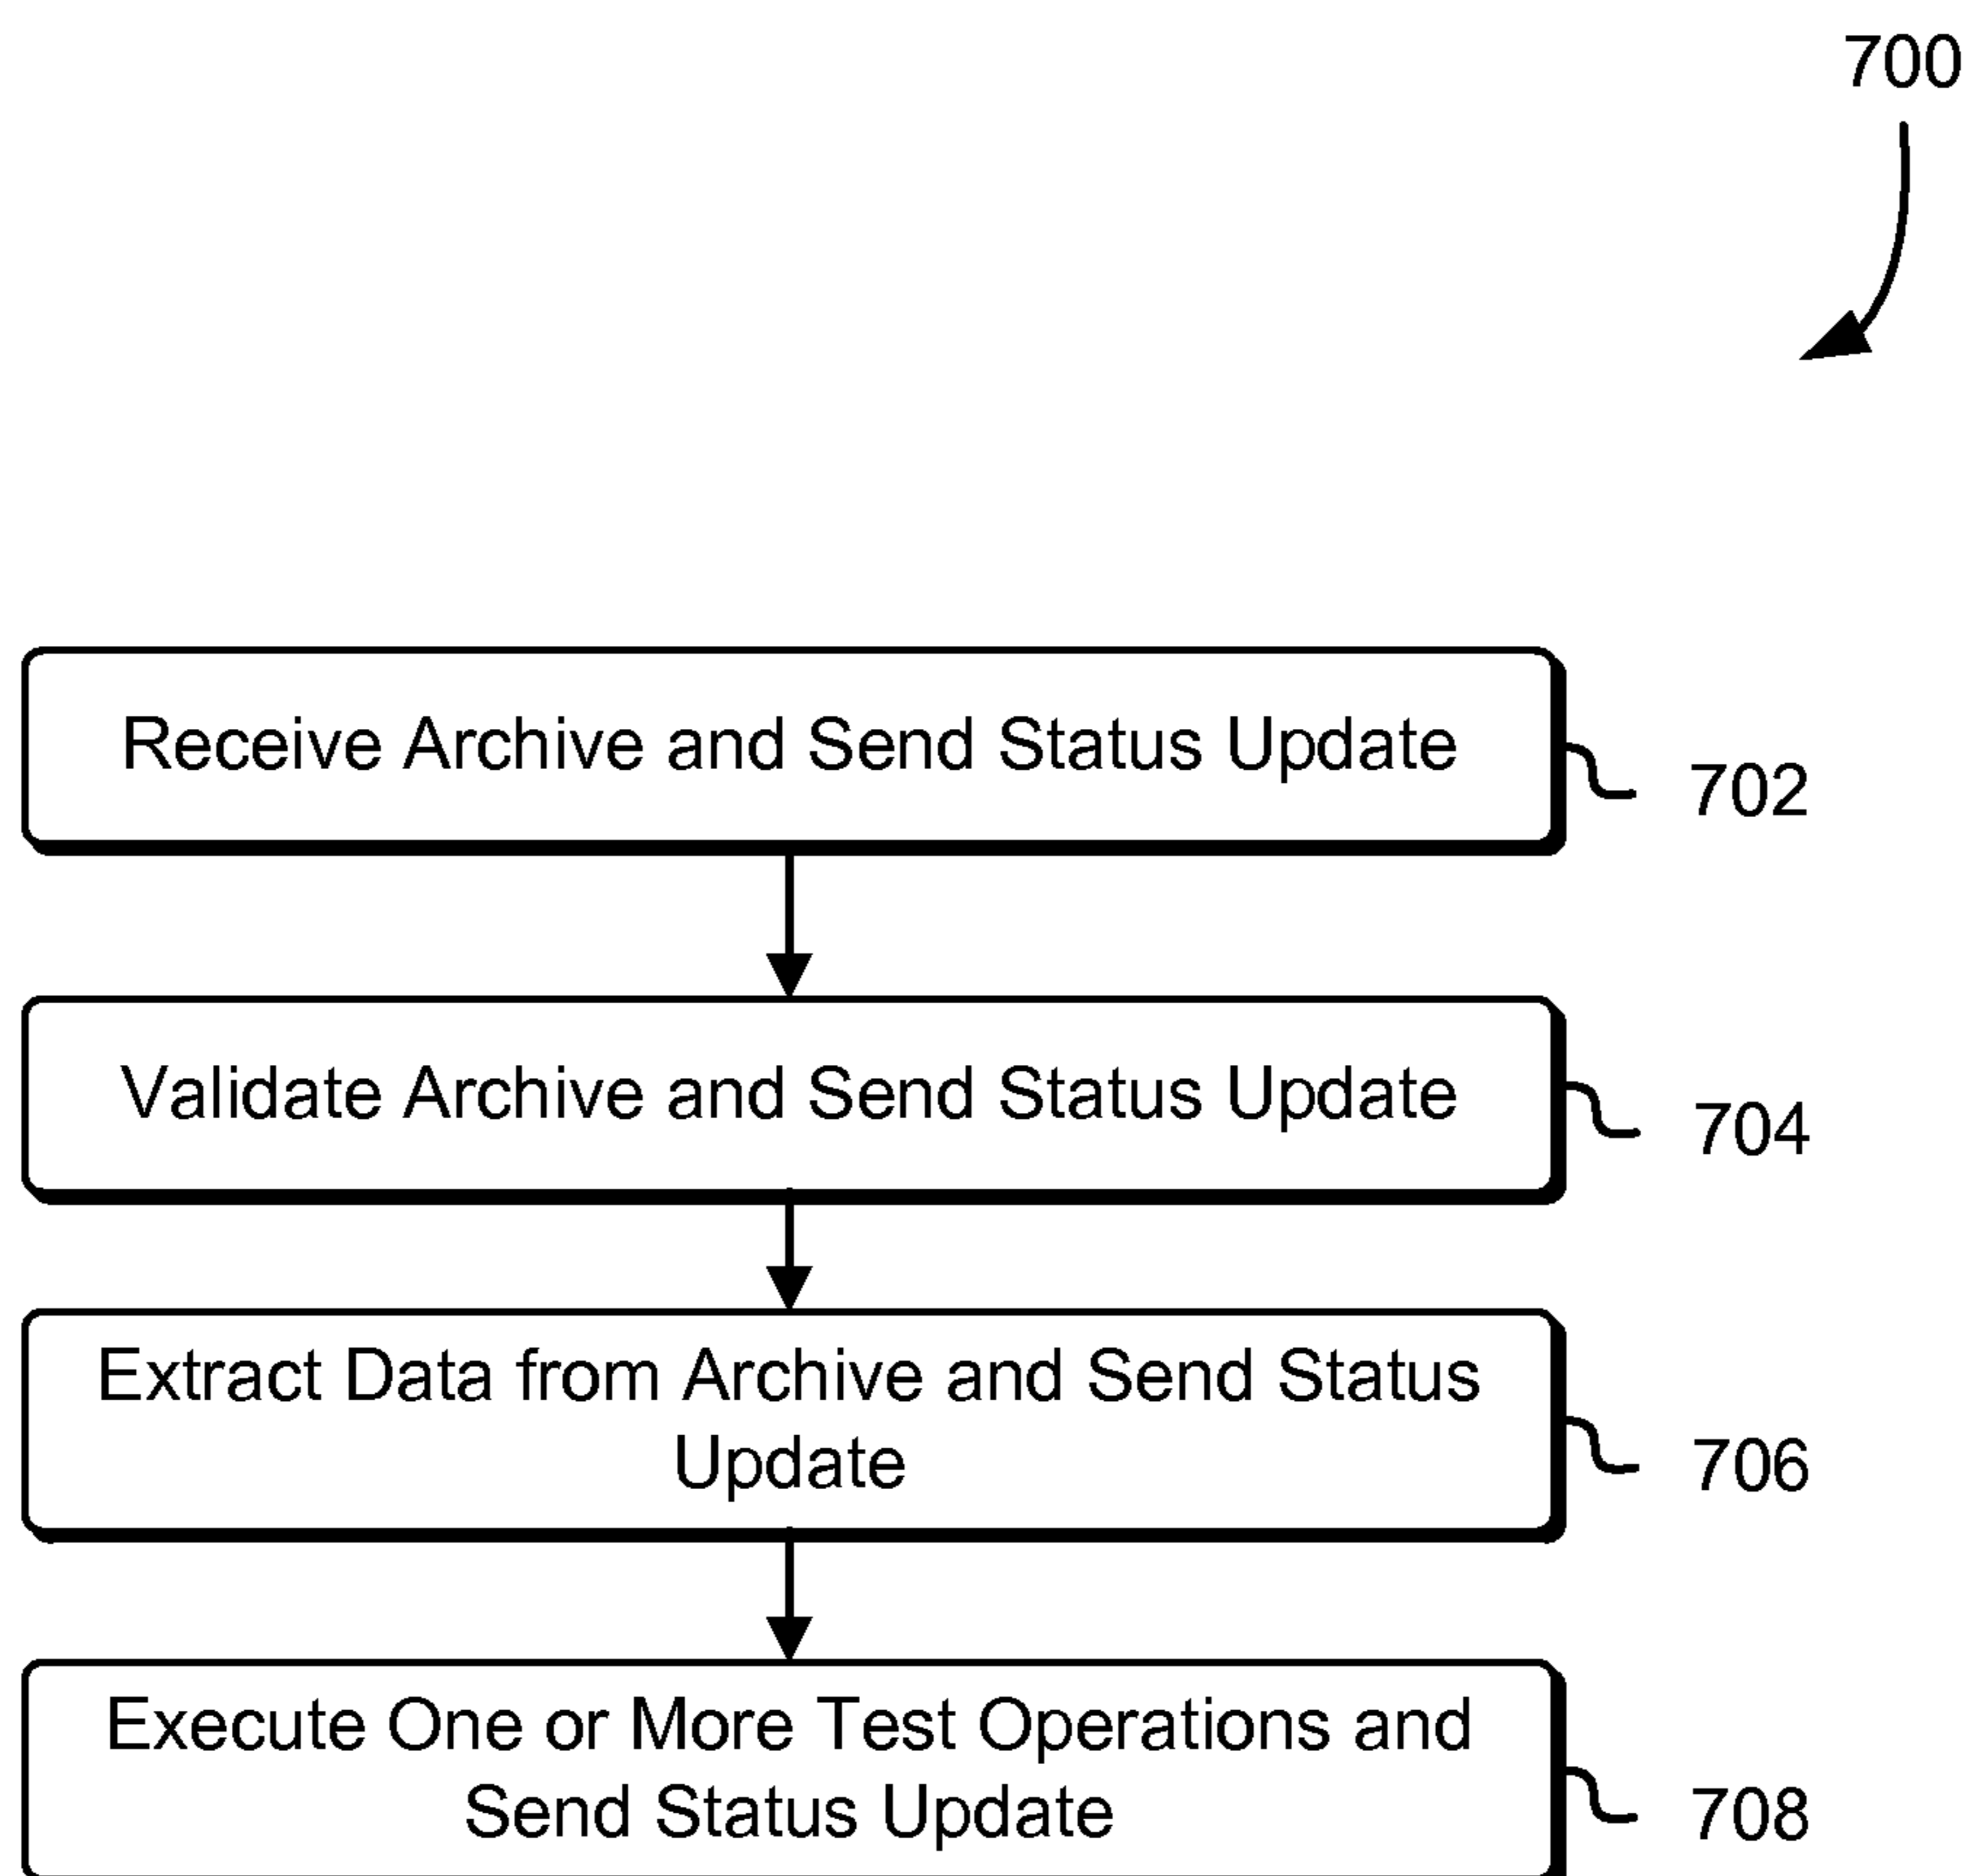 700
Receive Archive and Send Status Update
702
Validate Archive and Send Status Update
704
Extract Data from Archive and Send Status
Update
706
Execute One or More Test Operations and
Send Status Update
708